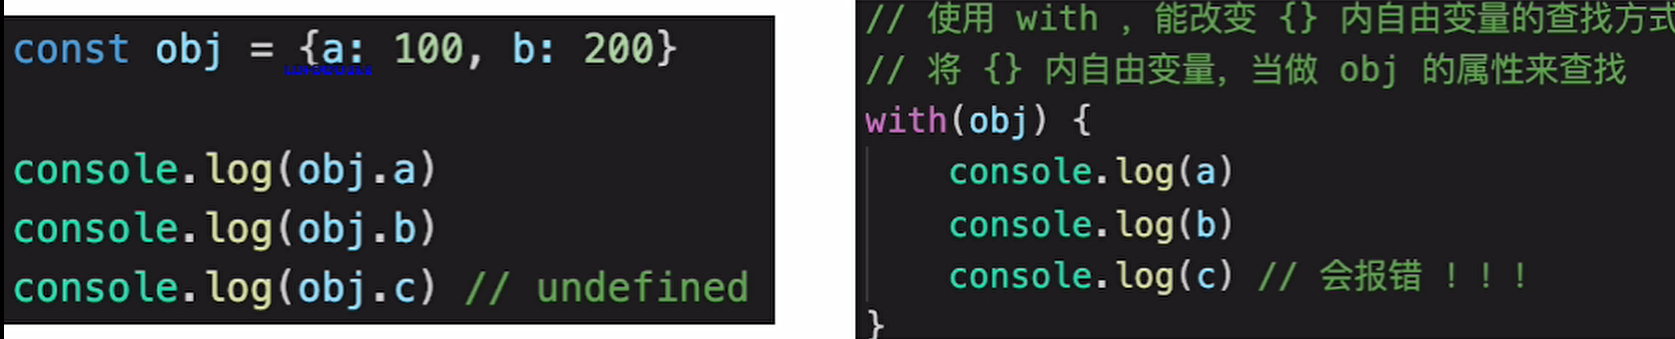 const obj = {a: 100, b: 200}
console.log(obj.a)
console.log(obj.b)
console.log(obj.c) // undefined
// 使用 with ，能改变 {} 内自由变量的查找方式
// 将 {} 内自由变量，当做 obj 的属性来查找
with(obj) {
console.log(a)
console.log(b)
console.log(c) // 会报错 ！！！
}